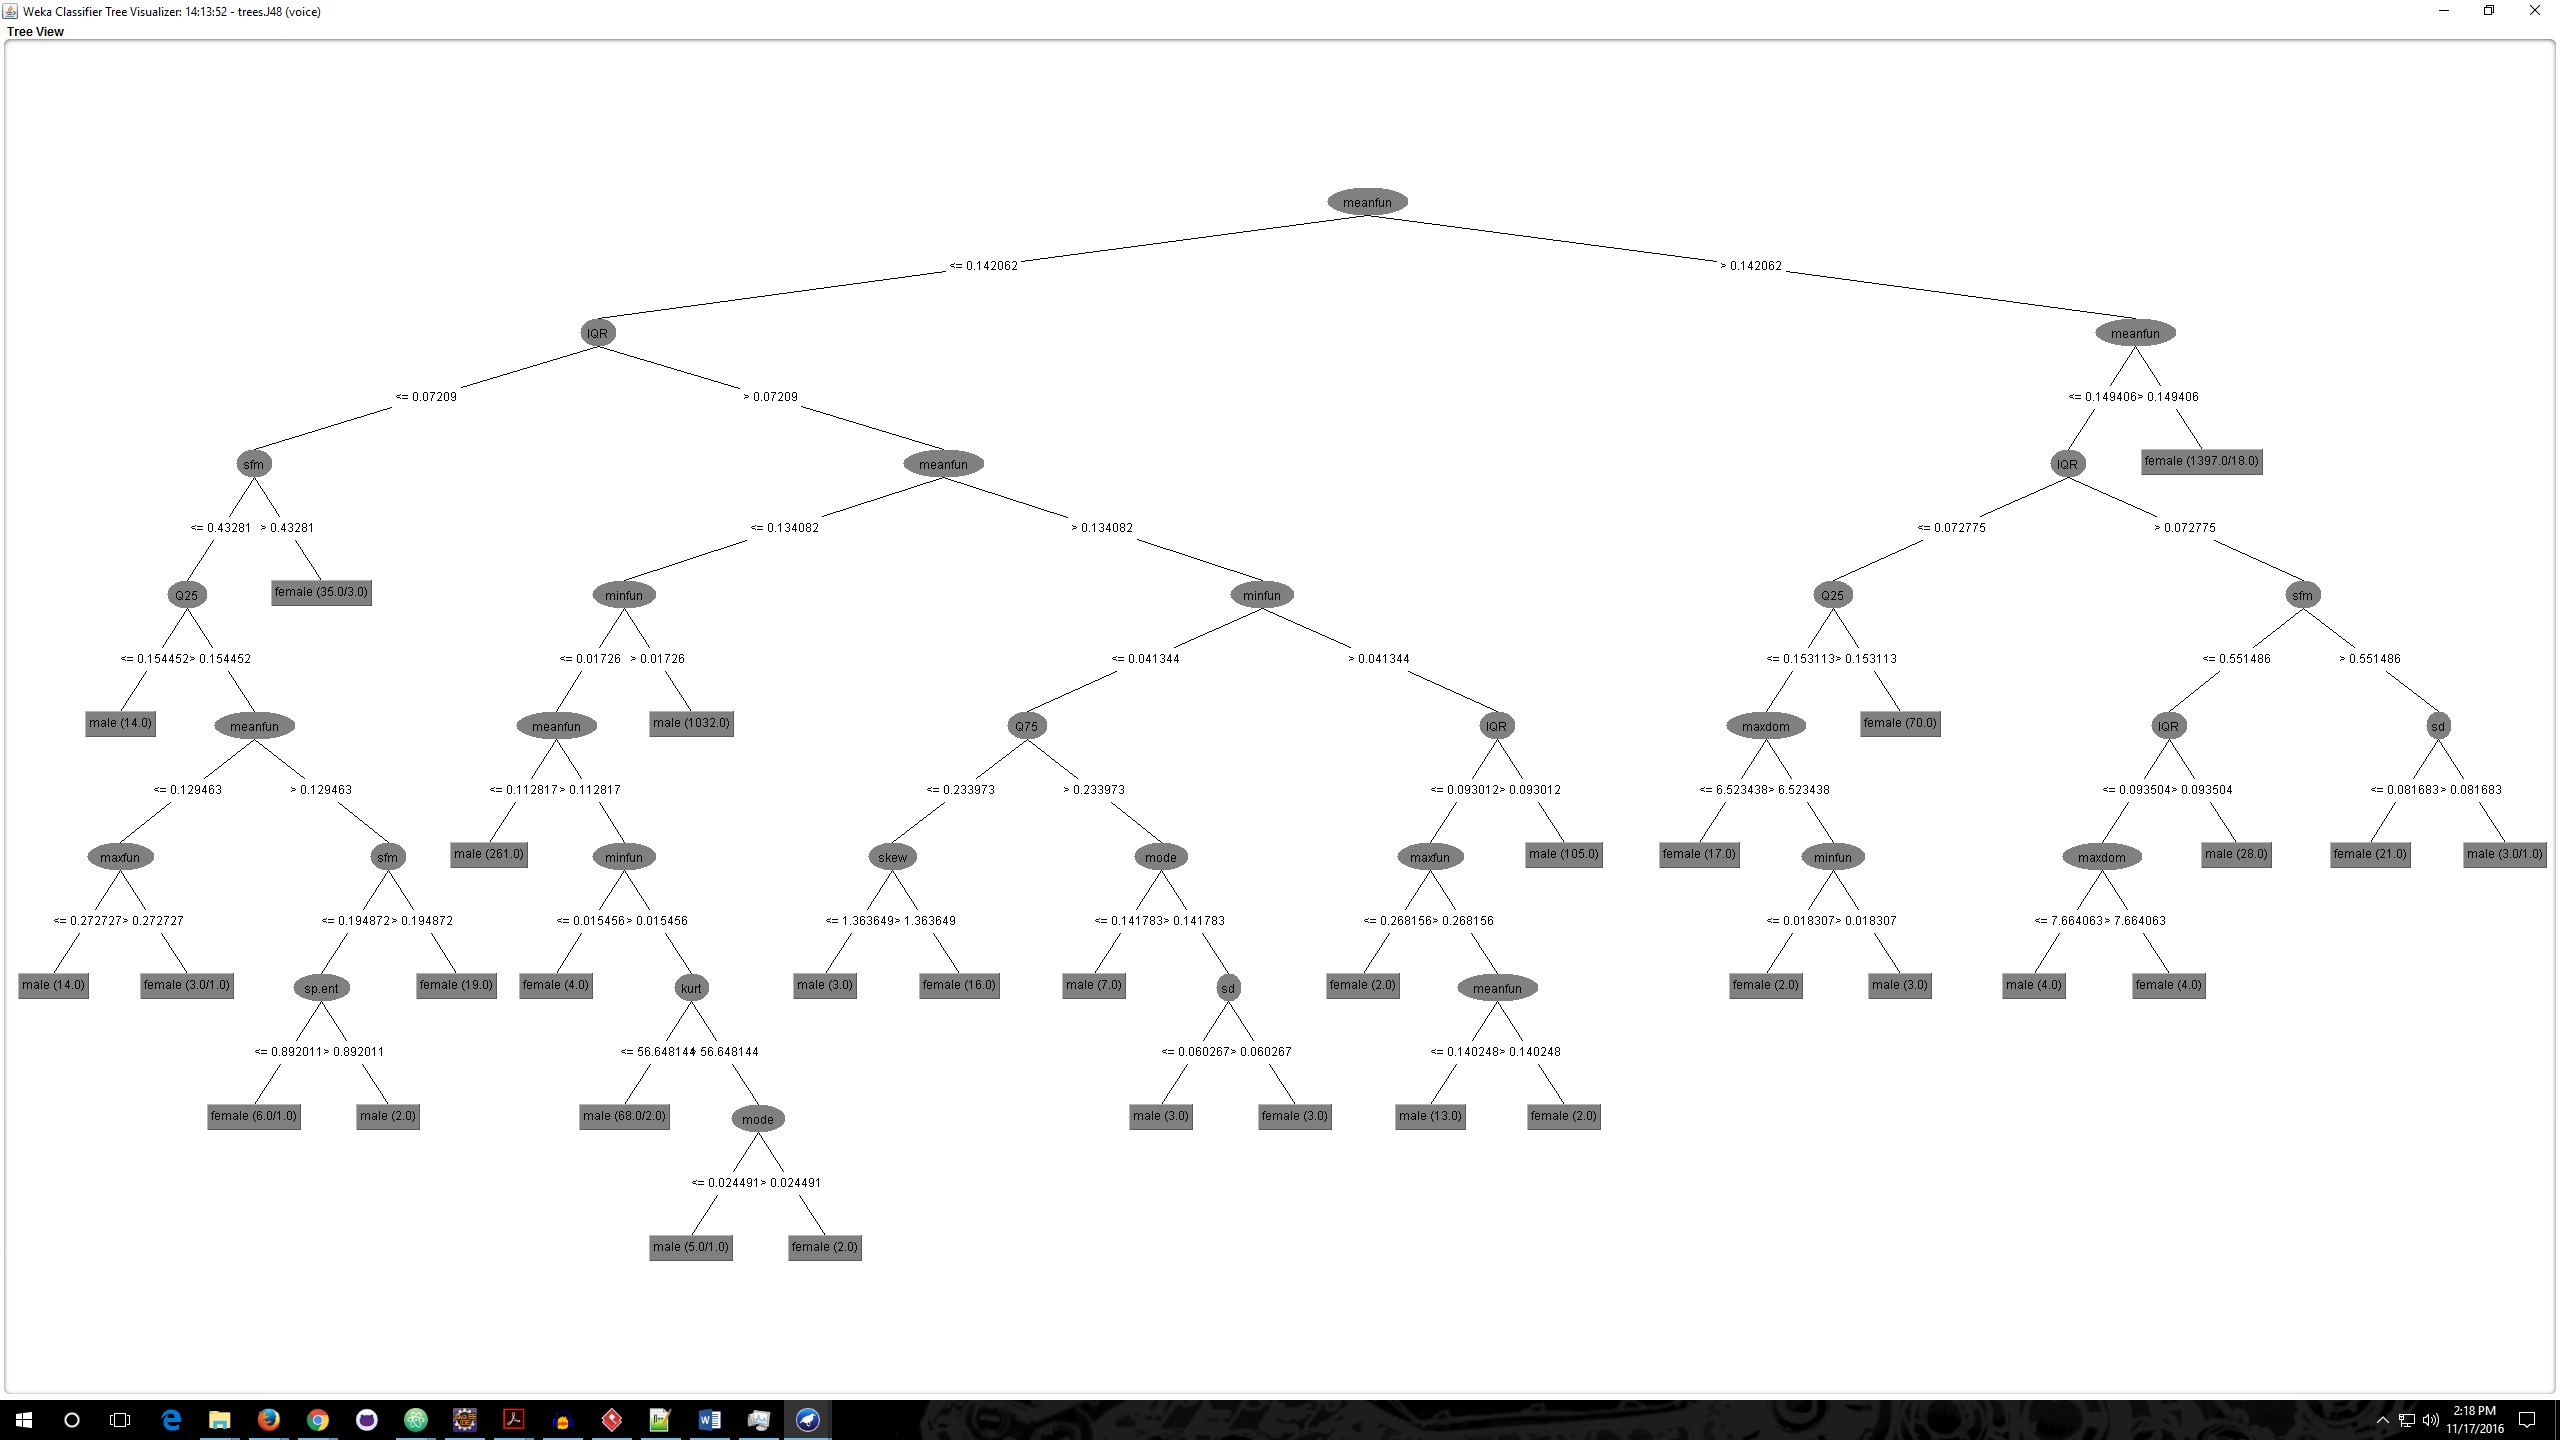 Weka Classifier Tree Visualizer: 14:13:52 - trees.J48 (voice)
Tree View
meanfun
<= 0.142062 > 0.142062
IQR meanfun
<= 0.07209 > 0.07209 <= 0.149406 > 0.149406
sfm meanfun IQR female (1397.0/18.0)
<= 0.43281 > 0.43281 <= 0.134082 > 0.134082 <= 0.072775 > 0.072775
Q25 female (35.0/3.0) minfun minfun Q25 sfm
<= 0.154452 > 0.154452 <= 0.01726 > 0.01726 <= 0.041344 > 0.041344 <= 0.153113 > 0.153113 <= 0.551486 > 0.551486
male (14.0) meanfun meanfun male (1032.0) Q75 IQR maxdom female (70.0) IQR sd
<= 0.129463 > 0.129463 <= 0.112817 > 0.112817 <= 0.233973 > 0.233973 <= 0.093012 > 0.093012 <= 6.523438 > 6.523438 <= 0.093504 > 0.093504 <= 0.081683 > 0.081683
maxfun sfm male (261.0) minfun skew mode maxfun male (105.0) female (17.0) minfun maxdom male (28.0) female (21.0) male (3.0/1.0)
<= 0.272727 > 0.272727 <= 0.194872 > 0.194872 <= 0.015456 > 0.015456 <= 1.363649 > 1.363649 <= 0.141783 > 0.141783 <= 0.268156 > 0.268156 <= 0.018307 > 0.018307 <= 7.664063 > 7.664063
male (14.0) female (3.0/1.0) sp.ent female (19.0) female (4.0) kurt male (3.0) female (16.0) male (7.0) sd female (2.0) meanfun female (2.0) male (3.0) male (4.0) female (4.0)
<= 0.892011 > 0.892011 <= 56.648144 > 56.648144 <= 0.060267 > 0.060267 <= 0.140248 > 0.140248
female (6.0/1.0) male (2.0) male (68.0/2.0) mode male (3.0) female (3.0) male (13.0) female (2.0)
<= 0.024491 > 0.024491
male (5.0/1.0) female (2.0)
2:18 PM
11/17/2016